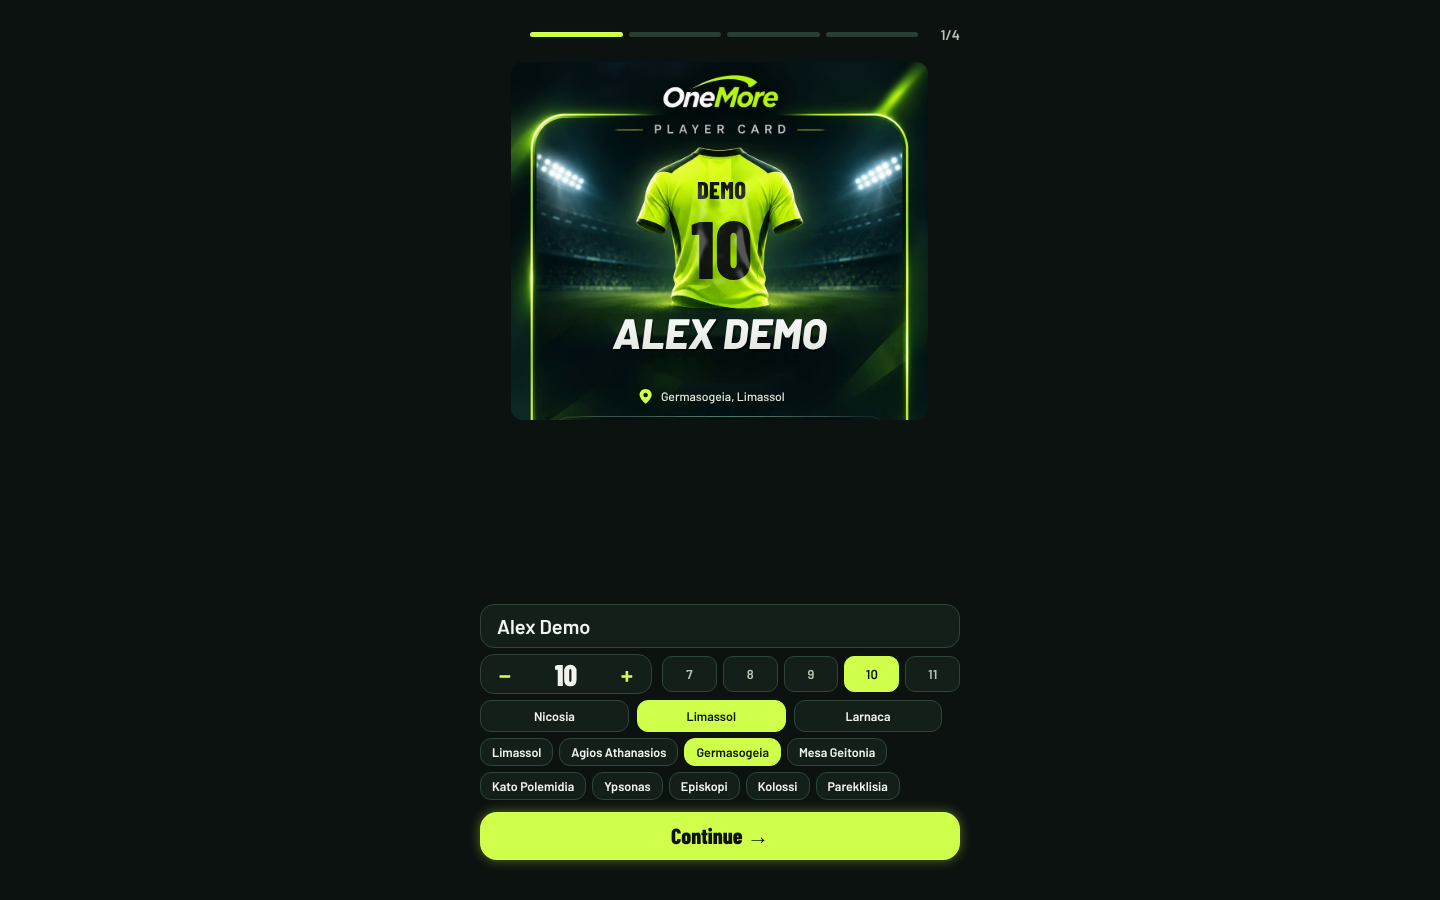 1/4
OneMore
PLAYER CARD
DEMO
10
ALEX DEMO
Germasogeia, Limassol
Alex Demo
− 10 + 7 8 9 10 11
Nicosia Limassol Larnaca
Limassol Agios Athanasios Germasogeia Mesa Geitonia
Kato Polemidia Ypsonas Episkopi Kolossi Parekklisia
Continue →